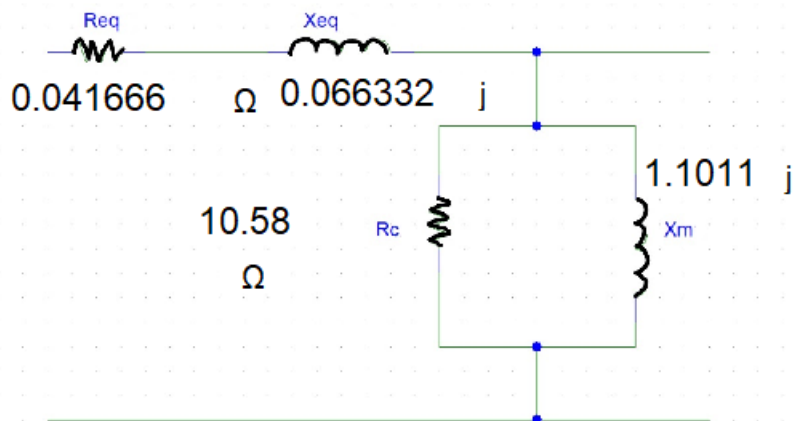 Req Xeq
0.041666 Ω 0.066332 j
1.1011 j
10.58 Rc Xm
Ω